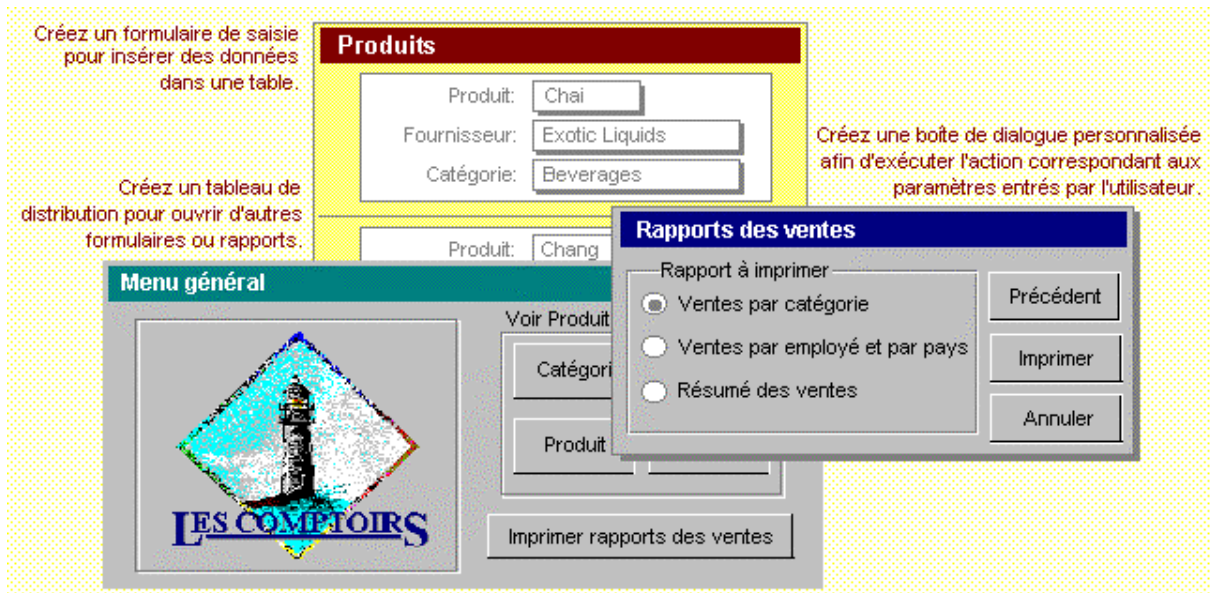 Créez un formulaire de saisie
pour insérer des données
dans une table.
Produits
Produit: Chai
Fournisseur: Exotic Liquids
Catégorie: Beverages
Produit: Chang
Créez une boîte de dialogue personnalisée
afin d'exécuter l'action correspondant aux
paramètres entrés par l'utilisateur.
Créez un tableau de
distribution pour ouvrir d'autres
formulaires ou rapports.
Menu général
LES COMPTOIRS
Voir Produit
Catégori
Produit
Imprimer rapports des ventes
Rapports des ventes
Rapport à imprimer
Ventes par catégorie
Ventes par employé et par pays
Résumé des ventes
Précédent
Imprimer
Annuler